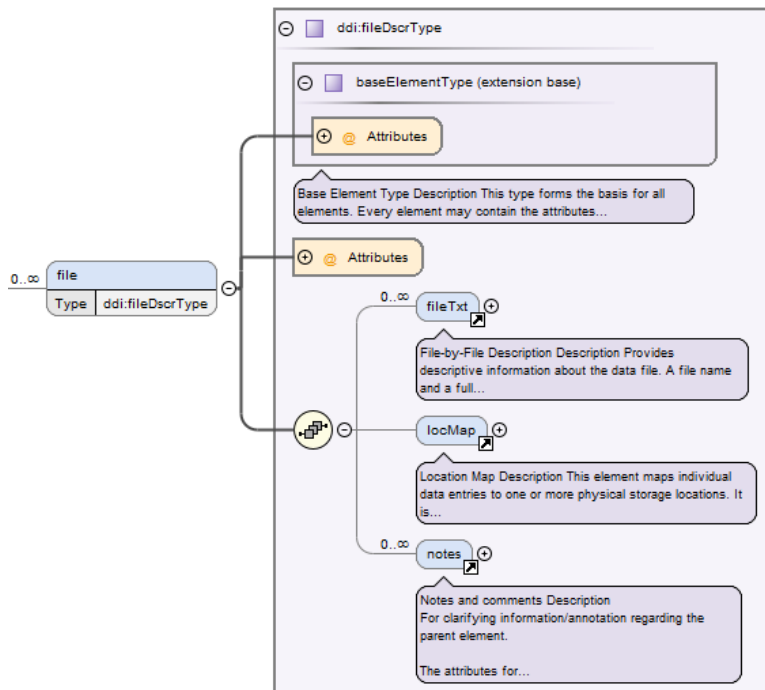 ddi:fileDscrType
baseElementType (extension base)
@ Attributes
Base Element Type Description This type forms the basis for all
elements. Every element may contain the attributes...
@ Attributes
0..∞
file
Type ddi:fileDscrType
0..∞
fileTxt
File-by-File Description Description Provides
descriptive information about the data file. A file name
and a full...
locMap
Location Map Description This element maps individual
data entries to one or more physical storage locations. It
is...
0..∞
notes
Notes and comments Description
For clarifying information/annotation regarding the
parent element.
The attributes for...